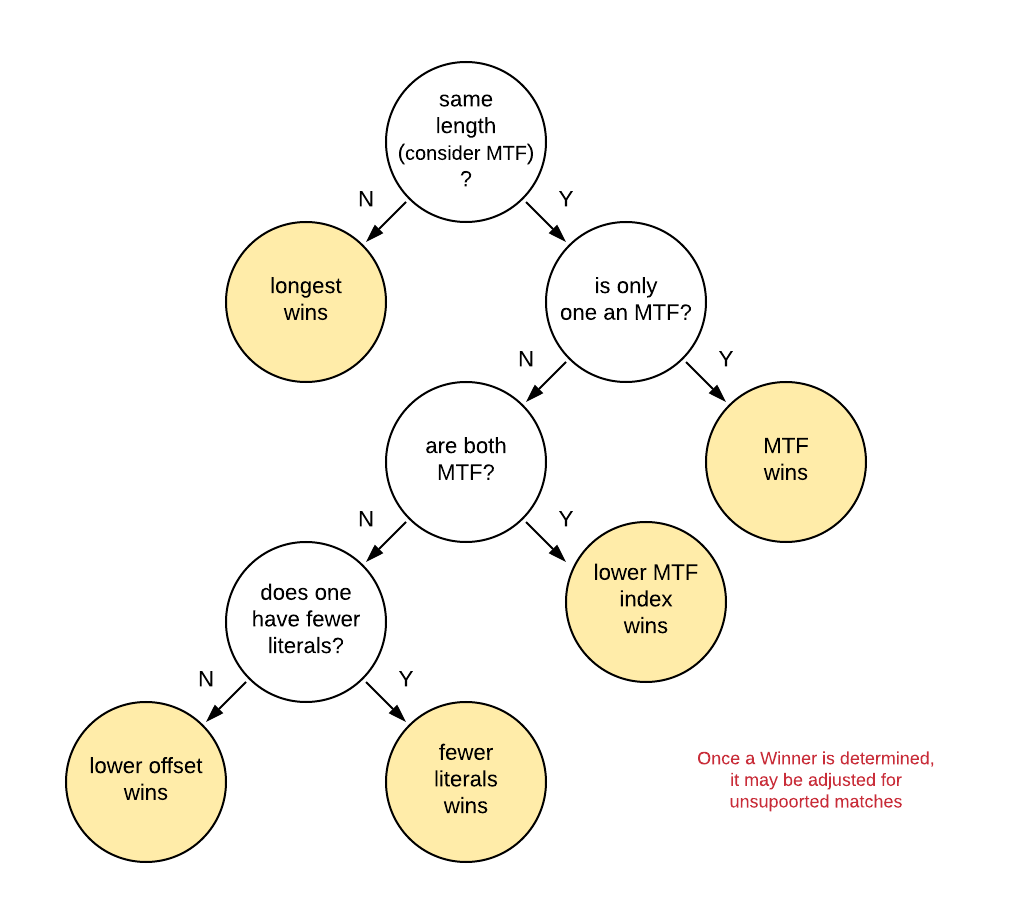 same
length
(consider MTF)
?
N
Y
longest
wins
is only
one an MTF?
N
Y
are both
MTF?
MTF
wins
N
Y
does one
have fewer
literals?
lower MTF
index
wins
N
Y
lower offset
wins
fewer
literals
wins
Once a Winner is determined,
it may be adjusted for
unsupoorted matches